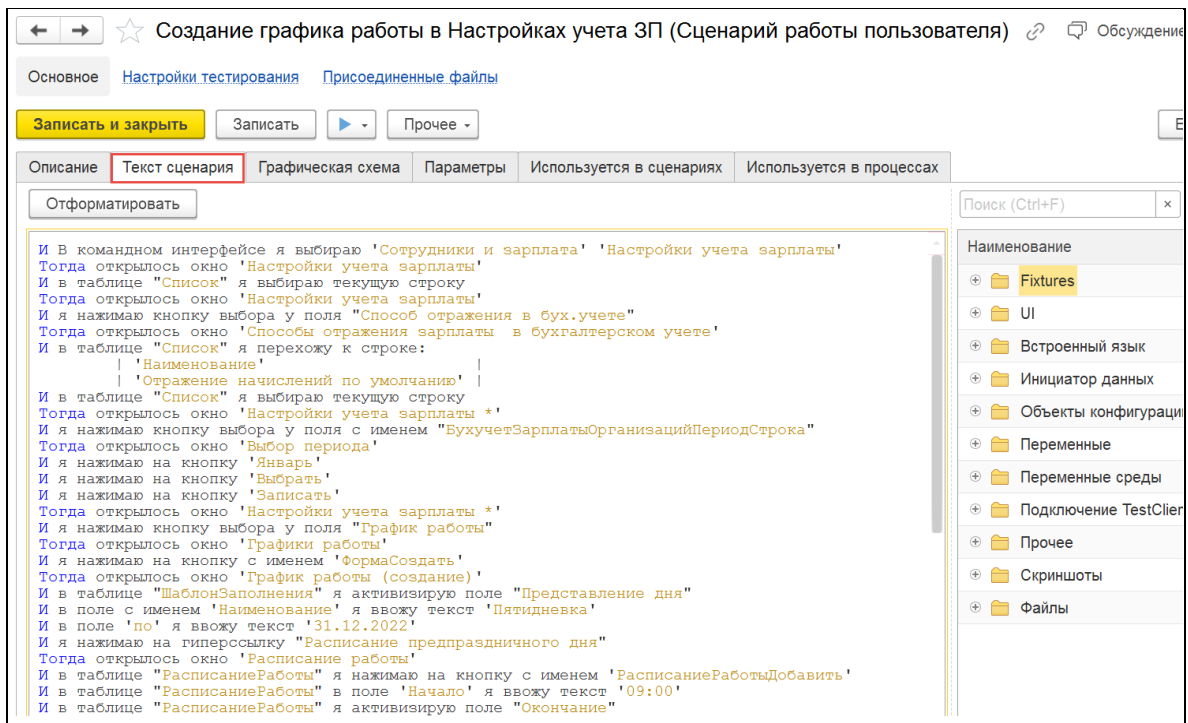 Создание графика работы в Настройках учета ЗП (Сценарий работы пользователя) Обсуждение
Основное Настройки тестирования Присоединенные файлы
Записать и закрыть Записать Прочее
Описание Текст сценария Графическая схема Параметры Используется в сценариях Используется в процессах
Отформатировать Поиск (Ctrl+F) ×
И В командном интерфейсе я выбираю 'Сотрудники и зарплата' 'Настройки учета зарплаты'
Тогда открылось окно 'Настройки учета зарплаты'
И в таблице "Список" я выбираю текущую строку
Тогда открылось окно 'Настройки учета зарплаты'
И я нажимаю кнопку выбора у поля "Способ отражения в бух.учете"
Тогда открылось окно 'Способы отражения зарплаты  в бухгалтерском учете'
И в таблице "Список" я перехожу к строке:
| 'Наименование' |
| 'Отражение начислений по умолчанию' |
И в таблице "Список" я выбираю текущую строку
Тогда открылось окно 'Настройки учета зарплаты *'
И я нажимаю кнопку выбора у поля с именем "БухучетЗарплатыОрганизацийПериодСтрока"
Тогда открылось окно 'Выбор периода'
И я нажимаю на кнопку 'Январь'
И я нажимаю на кнопку 'Выбрать'
И я нажимаю на кнопку 'Записать'
Тогда открылось окно 'Настройки учета зарплаты *'
И я нажимаю кнопку выбора у поля "График работы"
Тогда открылось окно 'Графики работы'
И я нажимаю на кнопку с именем 'ФормаСоздать'
Тогда открылось окно 'График работы (создание)'
И в таблице "ШаблонЗаполнения" я активизирую поле "Представление дня"
И в поле с именем 'Наименование' я ввожу текст 'Пятидневка'
И в поле 'по' я ввожу текст '31.12.2022'
И я нажимаю на гиперссылку "Расписание предпраздничного дня"
Тогда открылось окно 'Расписание работы'
И в таблице "РасписаниеРаботы" я нажимаю на кнопку с именем 'РасписаниеРаботыДобавить'
И в таблице "РасписаниеРаботы" в поле 'Начало' я ввожу текст '09:00'
И в таблице "РасписаниеРаботы" я активизирую поле "Окончание"
Наименование
Fixtures
UI
Встроенный язык
Инициатор данных
Объекты конфигураци
Переменные
Переменные среды
Подключение TestClien
Прочее
Скриншоты
Файлы